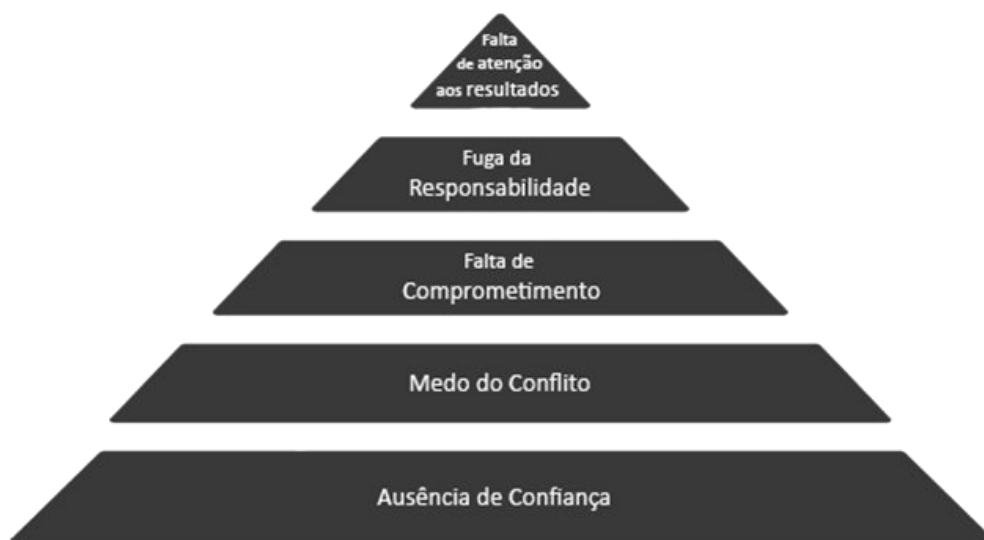 Falta
de atenção
aos resultados
Fuga da
Responsabilidade
Falta de
Comprometimento
Medo do Conflito
Ausência de Confiança